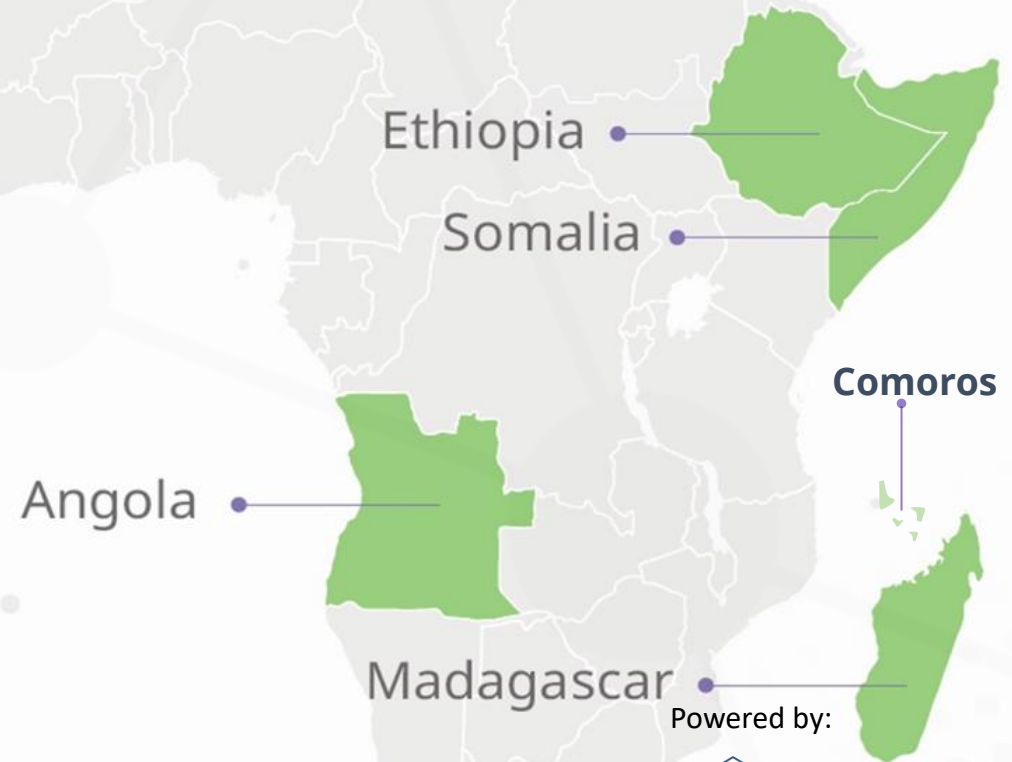 Ethiopia
Somalia
Comoros
Angola
Madagascar
Powered by: